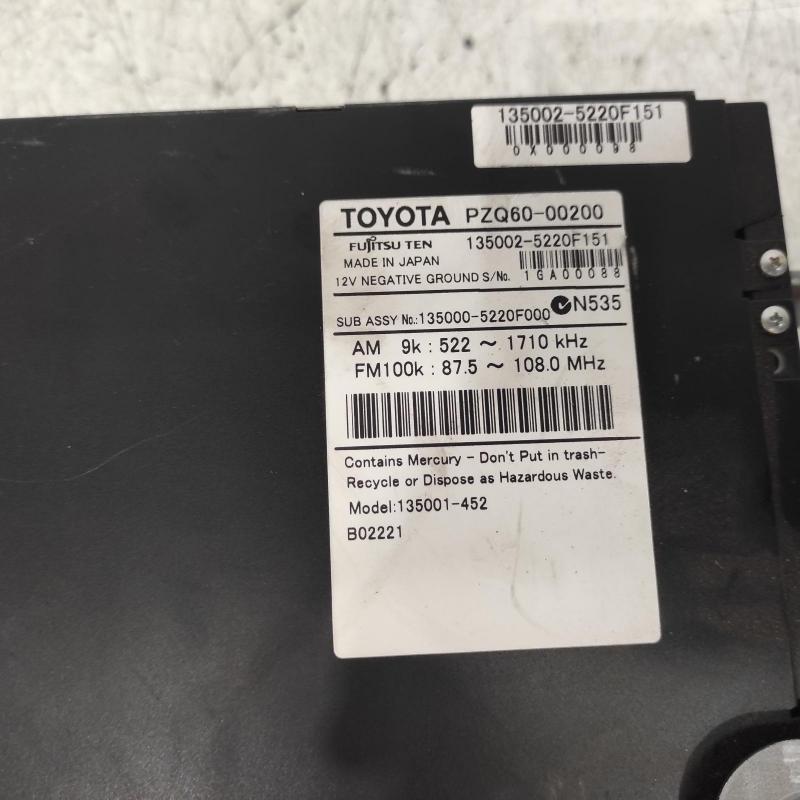 135002-5220F151
0X000098
TOYOTA PZQ60-00200
FUJITSU TEN 135002-5220F151
MADE IN JAPAN
12V NEGATIVE GROUND S/No. 1GA00088
SUB ASSY No.:135000-5220F000 N535
AM 9k : 522 ～ 1710 kHz
FM100k : 87.5 ～ 108.0 MHz
Contains Mercury - Don't Put in trash-
Recycle or Dispose as Hazardous Waste.
Model:135001-452
B02221